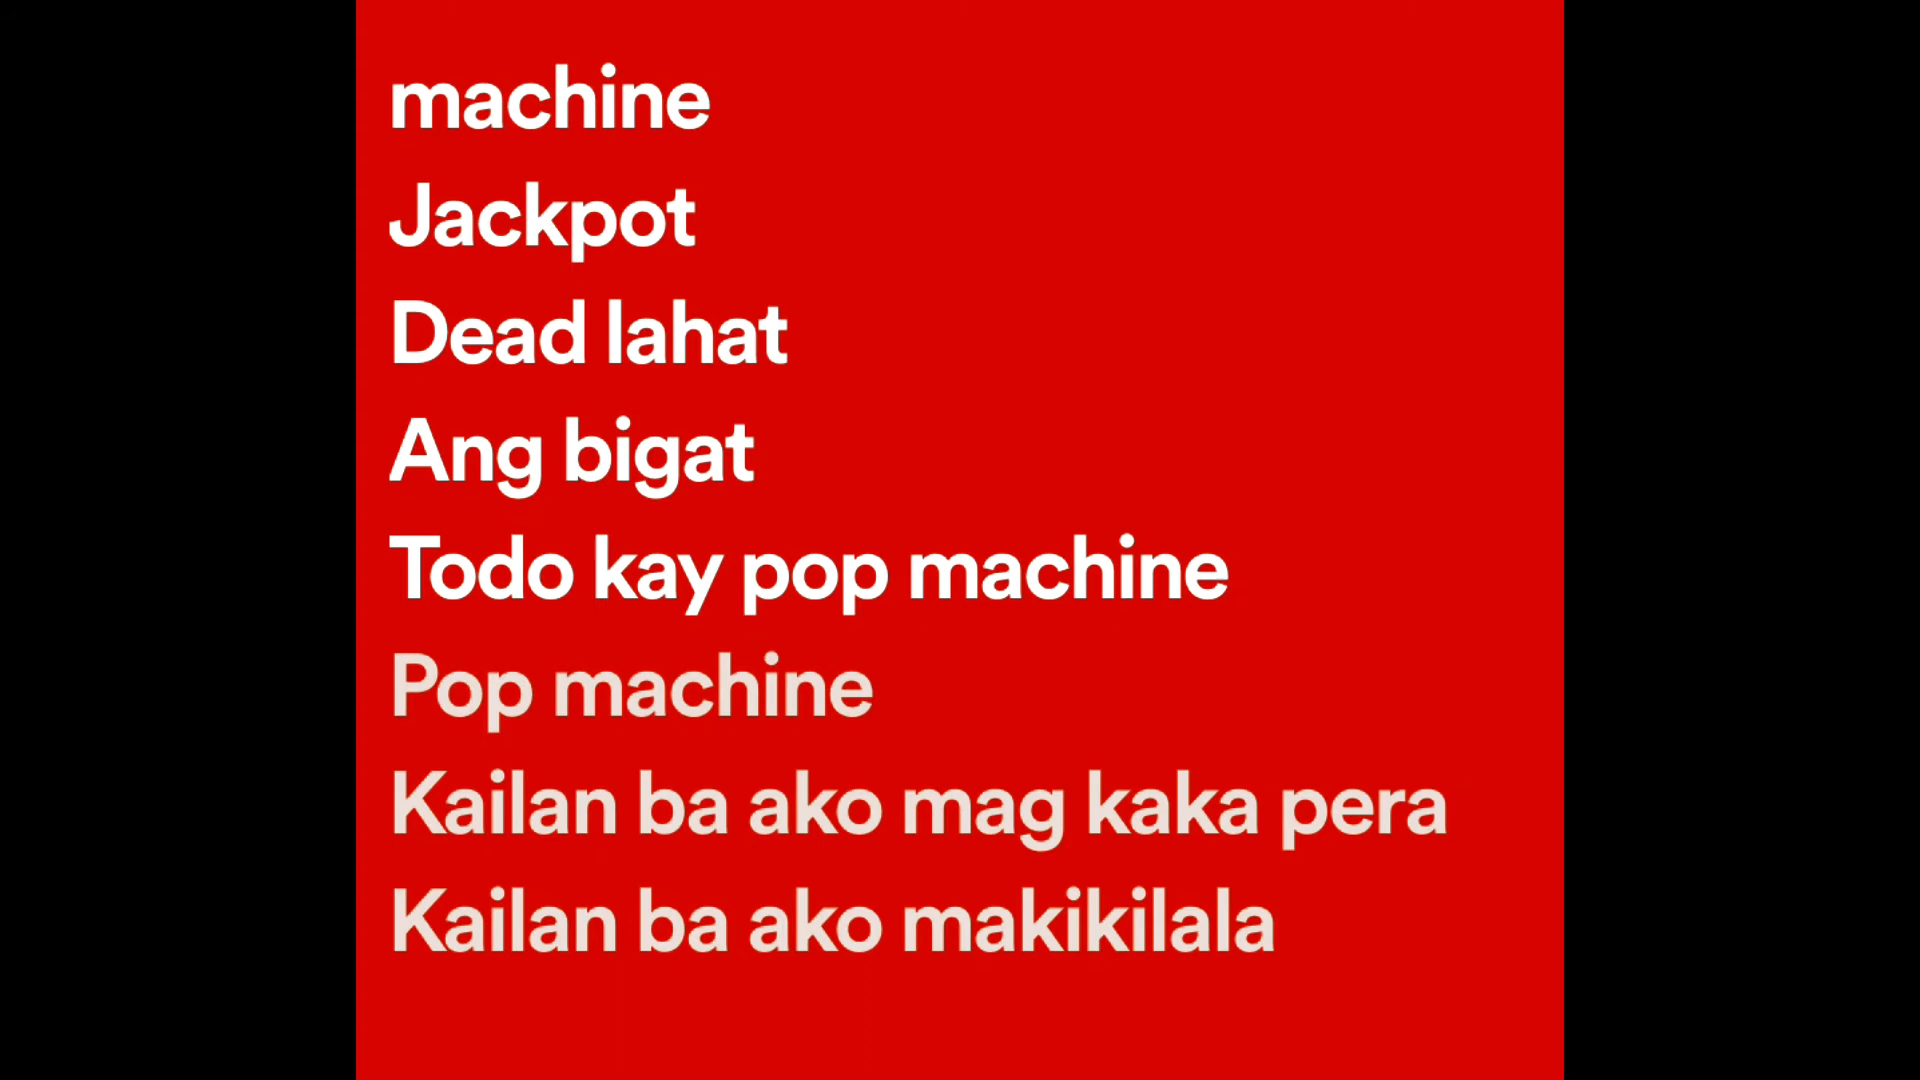 machine
Jackpot
Dead lahat
Ang bigat
Todo kay pop machine
Pop machine
Kailan ba ako mag kaka pera
Kailan ba ako makikilala